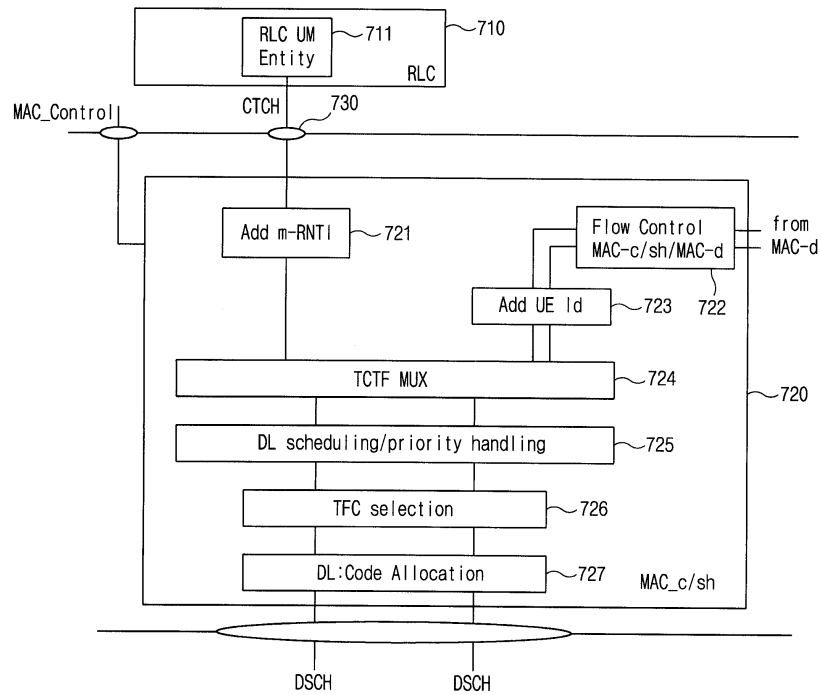 RLC UM
Entity
711
710
RLC
CTCH
MAC_Control
730
Add m-RNTI
721
Flow Control
MAC-c/sh/MAC-d
from
MAC-d
722
Add UE Id
723
TCTF MUX
724
720
DL scheduling/priority handling
725
TFC selection
726
DL:Code Allocation
727
MAC_c/sh
DSCH
DSCH